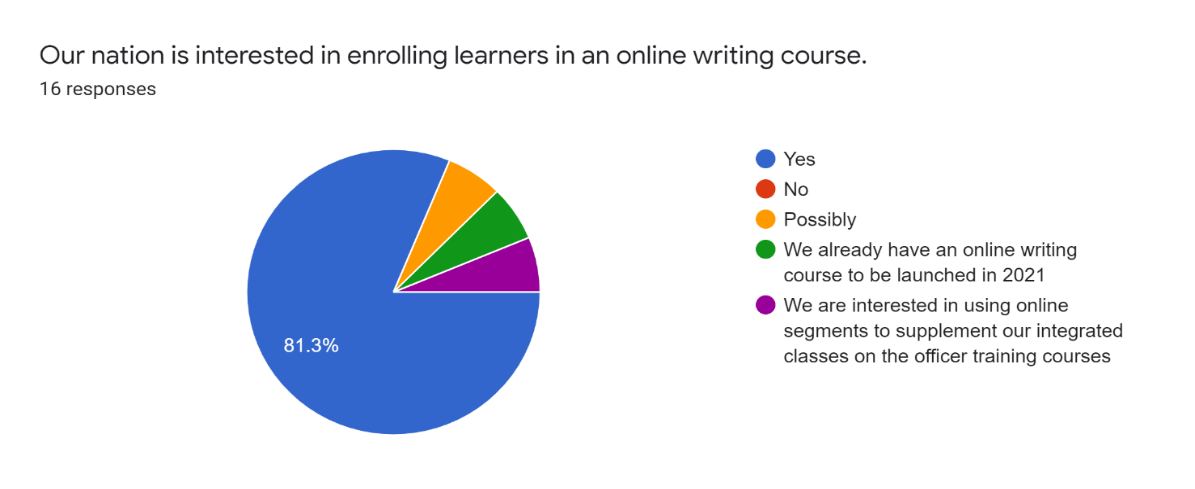 Our nation is interested in enrolling learners in an online writing course.
16 responses
81.3%
Yes
No
Possibly
We already have an online writing
course to be launched in 2021
We are interested in using online
segments to supplement our integrated
classes on the officer training courses